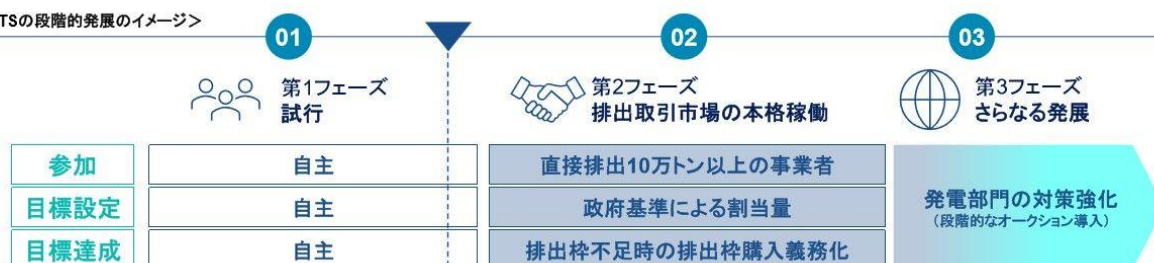 TSの段階的発展のイメージ＞
01
02
03
第1フェーズ
試行
第2フェーズ
排出取引市場の本格稼働
第3フェーズ
さらなる発展
参加
自主
直接排出10万トン以上の事業者
目標設定
自主
政府基準による割当量
発電部門の対策強化
（段階的なオークション導入）
目標達成
自主
排出枠不足時の排出枠購入義務化